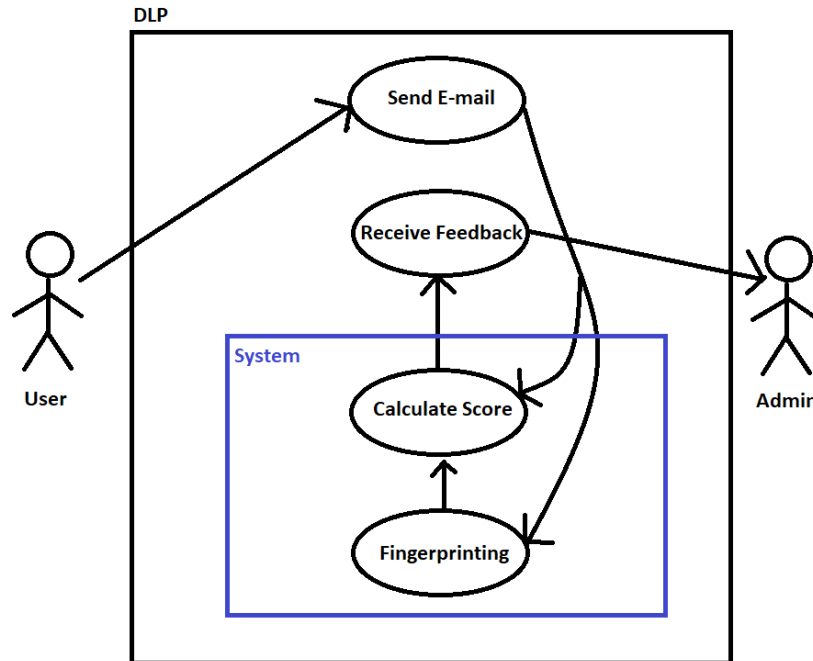 DLP
Send E-mail
Receive Feedback
System
Calculate Score
User
Admin
Fingerprinting